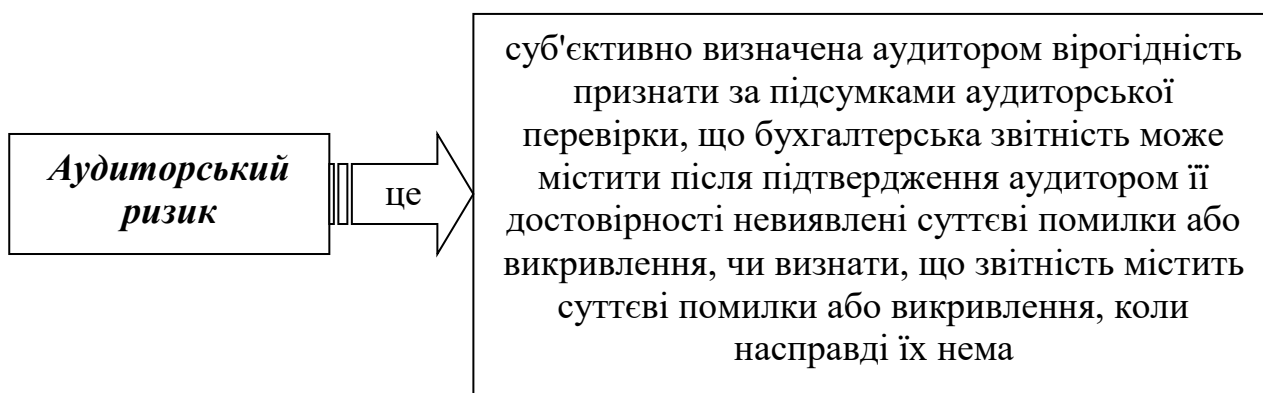 Аудиторський
ризик
це
суб'єктивно визначена аудитором вірогідність
признати за підсумками аудиторської
перевірки, що бухгалтерська звітність може
містити після підтвердження аудитором її
достовірності невиявлені суттєві помилки або
викривлення, чи визнати, що звітність містить
суттєві помилки або викривлення, коли
насправді їх нема